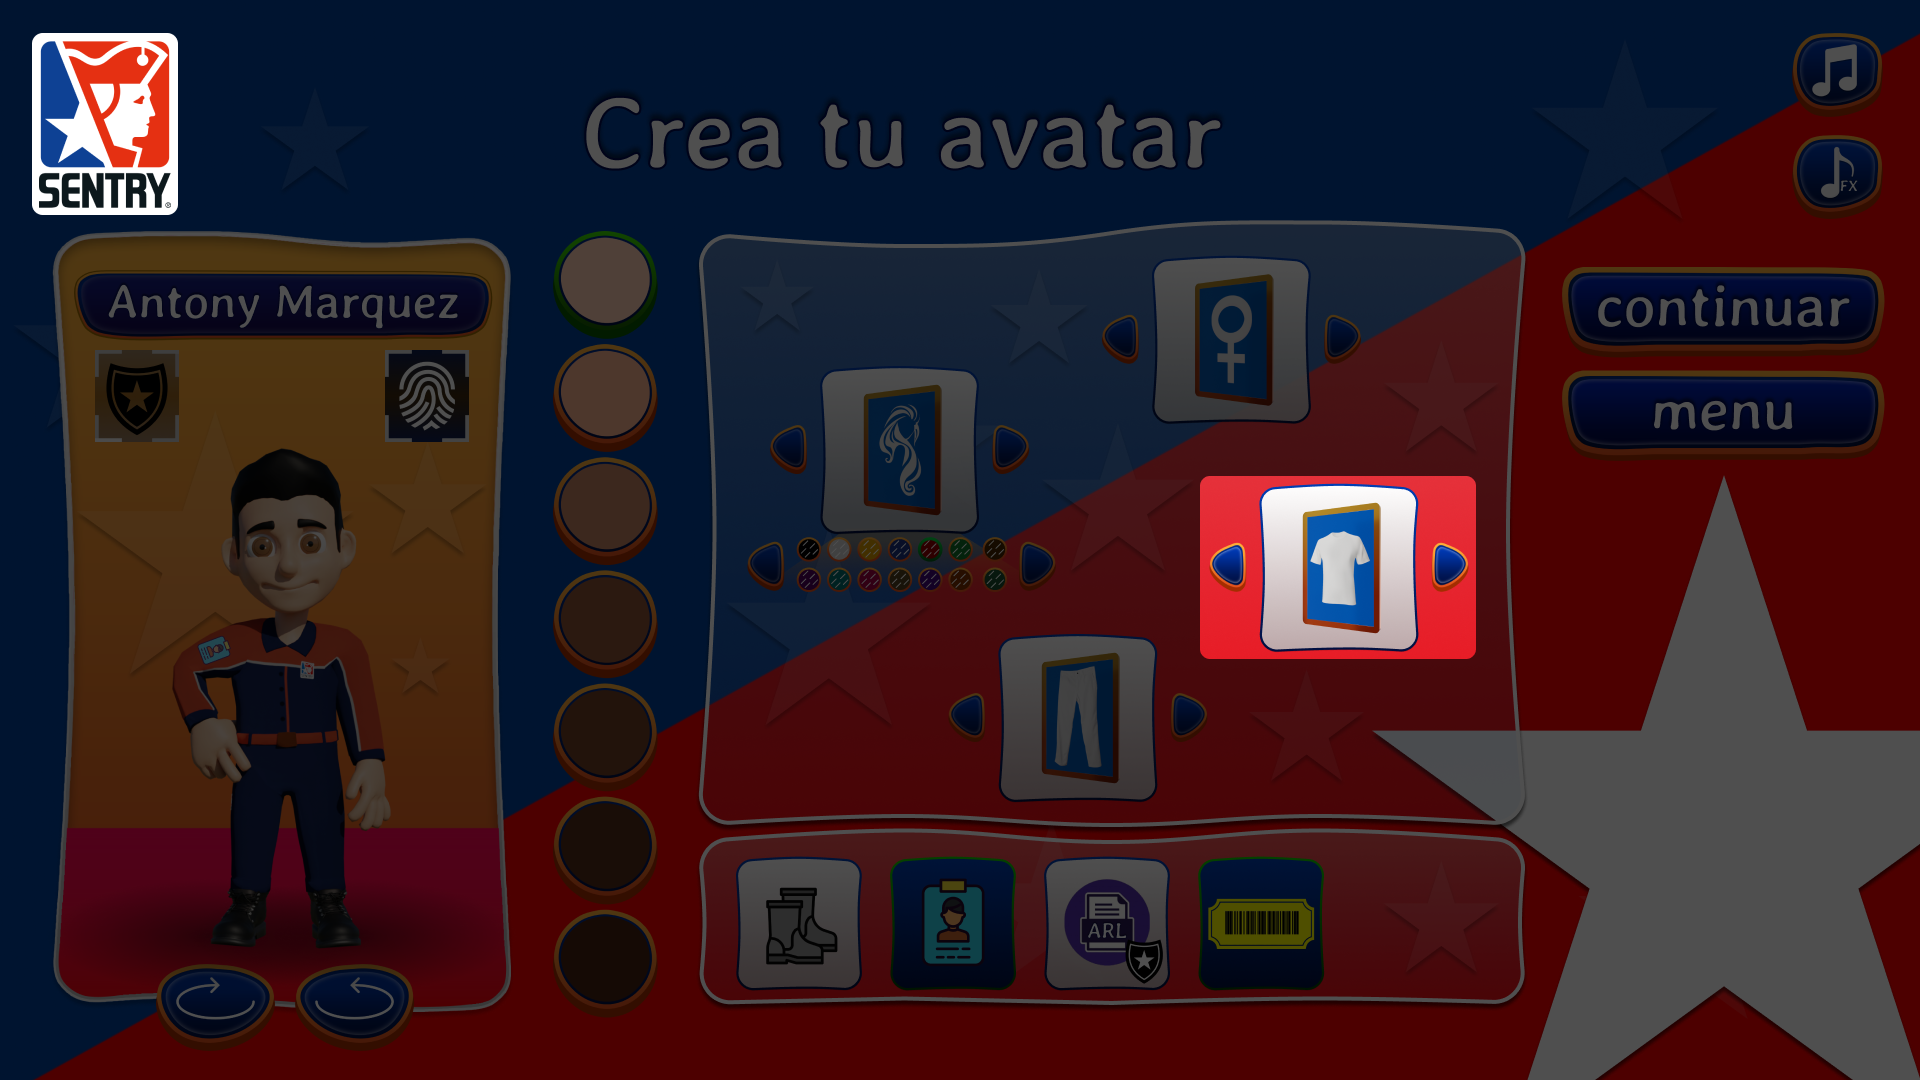 SENTRY®
Crea tu avatar
FX
Antony Marquez
continuar
menu
ARL